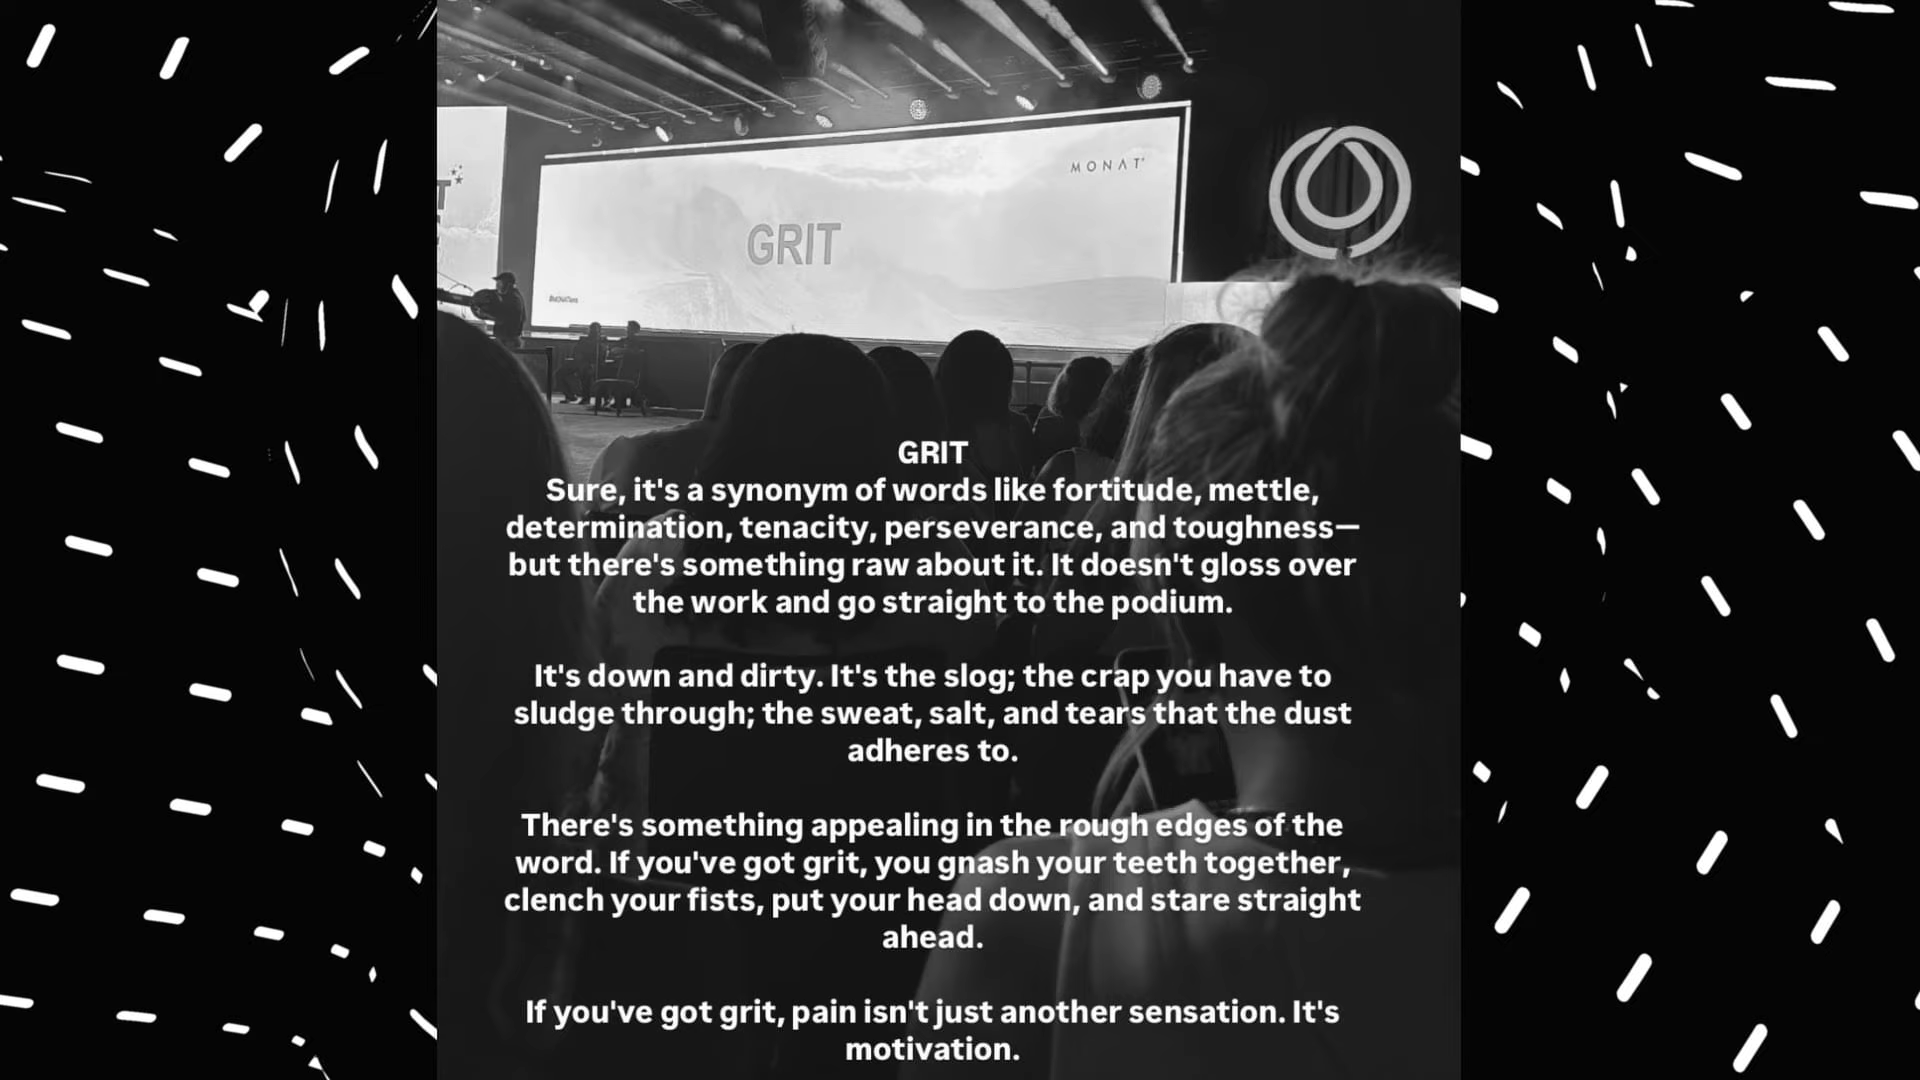 MONAT
GRIT
GRIT
Sure, it's a synonym of words like fortitude, mettle,
determination, tenacity, perseverance, and toughness—
but there's something raw about it. It doesn't gloss over
the work and go straight to the podium.
It's down and dirty. It's the slog; the crap you have to
sludge through; the sweat, salt, and tears that the dust
adheres to.
There's something appealing in the rough edges of the
word. If you've got grit, you gnash your teeth together,
clench your fists, put your head down, and stare straight
ahead.
If you've got grit, pain isn't just another sensation. It's
motivation.